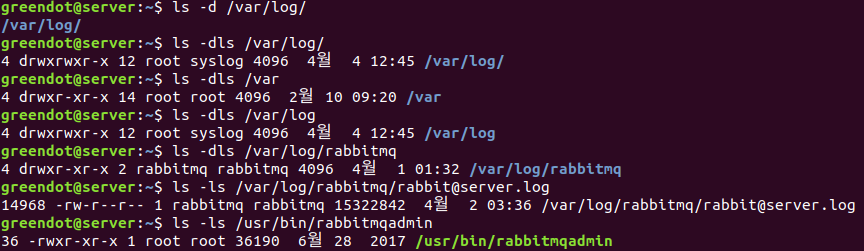 greendot@server:~$ ls -d /var/log/
/var/log/
greendot@server:~$ ls -dls /var/log/
4 drwxrwxr-x 12 root syslog 4096  4월  4 12:45 /var/log/
greendot@server:~$ ls -dls /var
4 drwxr-xr-x 14 root root 4096  2월 10 09:20 /var
greendot@server:~$ ls -dls /var/log
4 drwxrwxr-x 12 root syslog 4096  4월  4 12:45 /var/log
greendot@server:~$ ls -dls /var/log/rabbitmq
4 drwxr-xr-x 2 rabbitmq rabbitmq 4096  4월  1 01:32 /var/log/rabbitmq
greendot@server:~$ ls -ls /var/log/rabbitmq/rabbit@server.log
14968 -rw-r--r-- 1 rabbitmq rabbitmq 15322842  4월  2 03:36 /var/log/rabbitmq/rabbit@server.log
greendot@server:~$ ls -ls /usr/bin/rabbitmqadmin
36 -rwxr-xr-x 1 root root 36190  6월 28  2017 /usr/bin/rabbitmqadmin